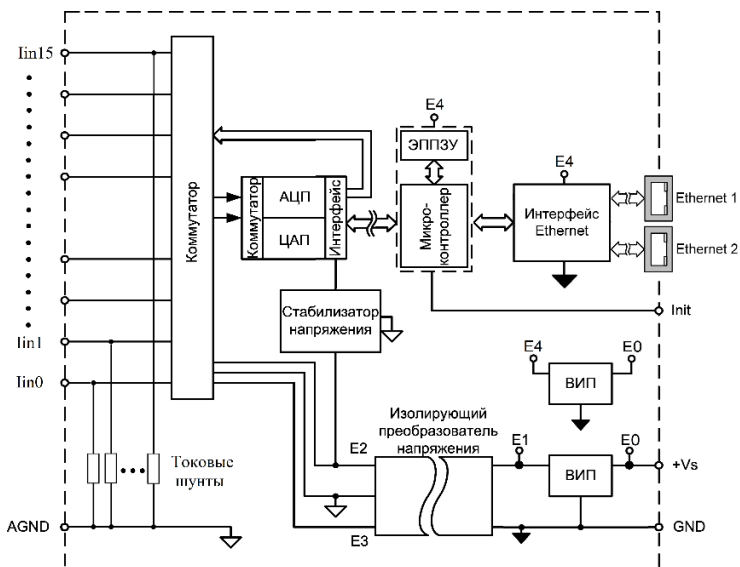 Iin15
Iin1
Iin0
AGND
Токовые
шунты
Коммутатор
Коммутатор
АЦП
ЦАП
Интерфейс
Стабилизатор
напряжения
E4
ЭППЗУ
Микро-
контроллер
E4
Интерфейс
Ethernet
Ethernet 1
Ethernet 2
Init
E4
E0
ВИП
Изолирующий
преобразователь
напряжения
E2
E3
E1
E0
ВИП
+Vs
GND